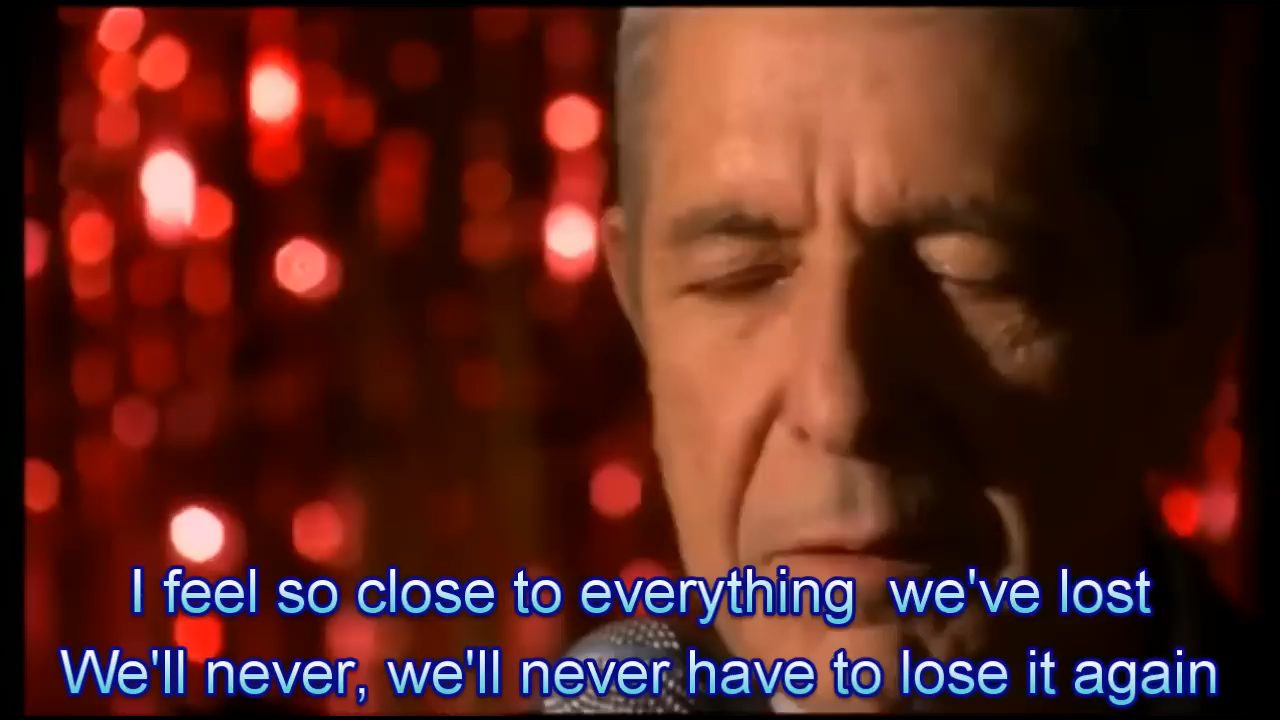 I feel so close to everything  we've lost
We'll never, we'll never have to lose it again